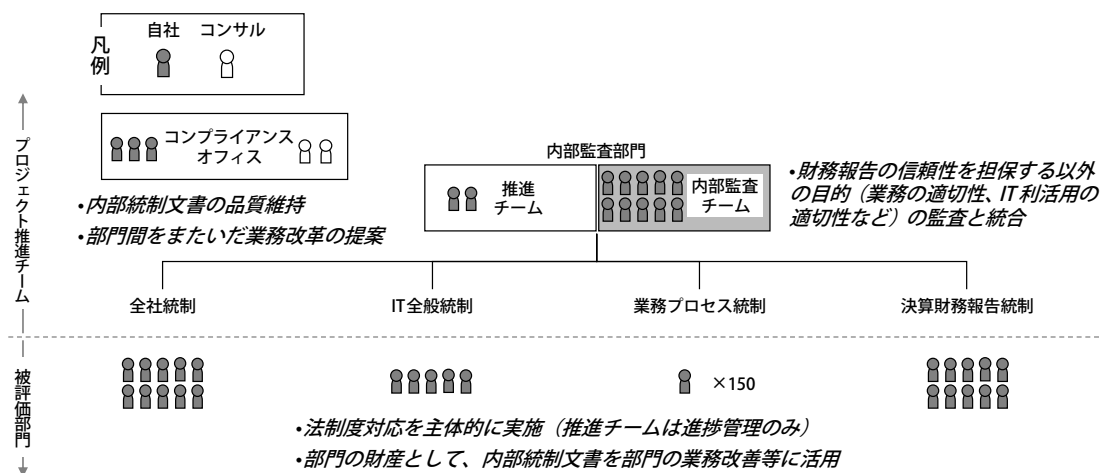 凡例
自社 コンサル
プロジェクト推進チーム
コンプライアンス
オフィス
・内部統制文書の品質維持
・部門間をまたいだ業務改革の提案
内部監査部門
推進
チーム
内部監査
チーム
・財務報告の信頼性を担保する以外
の目的（業務の適切性、IT利活用の
適切性など）の監査と統合
全社統制 IT全般統制 業務プロセス統制 決算財務報告統制
被評価部門
×150
・法制度対応を主体的に実施（推進チームは進捗管理のみ）
・部門の財産として、内部統制文書を部門の業務改善等に活用